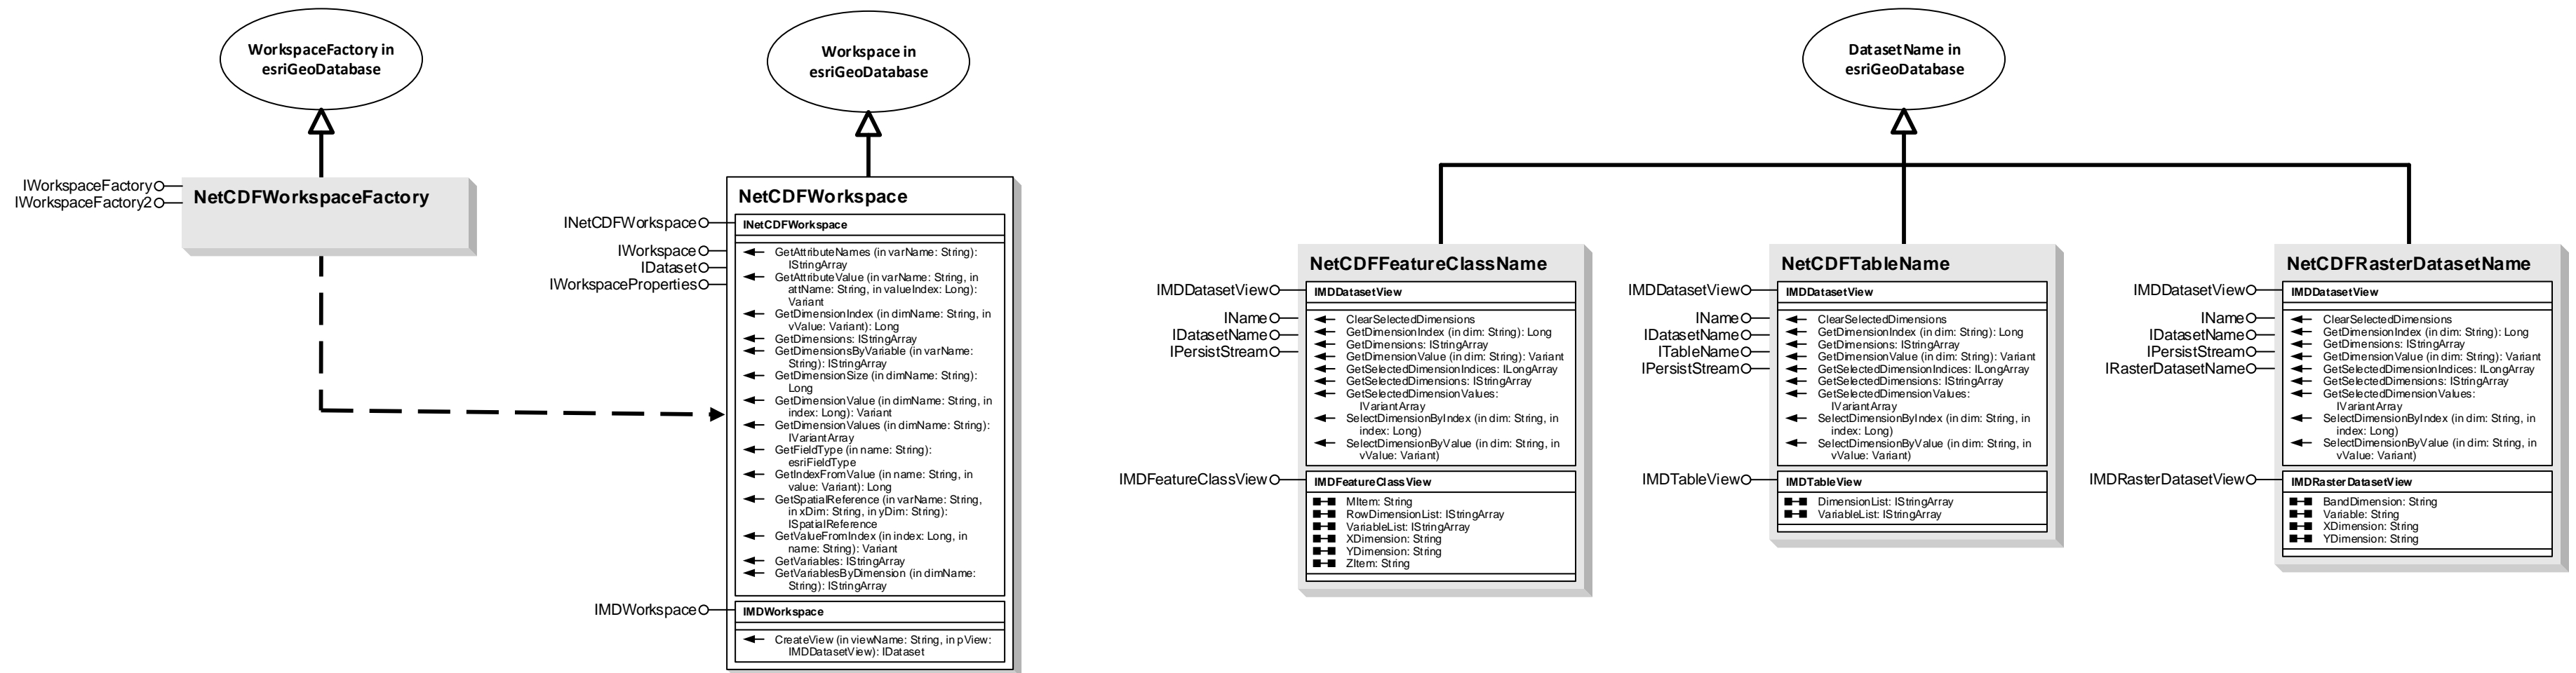 WorkspaceFactory in
esriGeoDatabase
IWorkspaceFactory
IWorkspaceFactory2
NetCDFWorkspaceFactory
Workspace in
esriGeoDatabase
NetCDFWorkspace
INetCDFWorkspace
INetCDFWorkspace
IWorkspace
IDataset
IWorkspaceProperties
GetAttributeNames (in varName: String):
IStringArray
GetAttributeValue (in varName: String, in
attName: String, in valueIndex: Long):
Variant
GetDimensionIndex (in dimName: String, in
vValue: Variant): Long
GetDimensions: IStringArray
GetDimensionsByVariable (in varName:
String): IStringArray
GetDimensionSize (in dimName: String):
Long
GetDimensionValue (in dimName: String, in
index: Long): Variant
GetDimensionValues (in dimName: String):
IVariantArray
GetFieldType (in name: String):
esriFieldType
GetIndexFromValue (in name: String, in
value: Variant): Long
GetSpatialReference (in varName: String,
in xDim: String, in yDim: String):
ISpatialReference
GetValueFromIndex (in index: Long, in
name: String): Variant
GetVariables: IStringArray
GetVariablesByDimension (in dimName:
String): IStringArray
IMDWorkspace
IMDWorkspace
CreateView (in viewName: String, in pView:
IMDDatasetView): IDataset
DatasetName in
esriGeoDatabase
NetCDFFeatureClassName
IMDDatasetView
IMDDatasetView
IName
IDatasetName
IPersistStream
ClearSelectedDimensions
GetDimensionIndex (in dim: String): Long
GetDimensions: IStringArray
GetDimensionValue (in dim: String): Variant
GetSelectedDimensionIndices: ILongArray
GetSelectedDimensions: IStringArray
GetSelectedDimensionValues:
IVariantArray
SelectDimensionByIndex (in dim: String, in
index: Long)
SelectDimensionByValue (in dim: String, in
vValue: Variant)
IMDFeatureClassView
IMDFeatureClassView
MItem: String
RowDimensionList: IStringArray
VariableList: IStringArray
XDimension: String
YDimension: String
ZItem: String
NetCDFTableName
IMDDatasetView
IMDDatasetView
IName
IDatasetName
ITableName
IPersistStream
ClearSelectedDimensions
GetDimensionIndex (in dim: String): Long
GetDimensions: IStringArray
GetDimensionValue (in dim: String): Variant
GetSelectedDimensionIndices: ILongArray
GetSelectedDimensions: IStringArray
GetSelectedDimensionValues:
IVariantArray
SelectDimensionByIndex (in dim: String, in
index: Long)
SelectDimensionByValue (in dim: String, in
vValue: Variant)
IMDTableView
IMDTableView
DimensionList: IStringArray
VariableList: IStringArray
NetCDFRasterDatasetName
IMDDatasetView
IMDDatasetView
IName
IDatasetName
IPersistStream
IRasterDatasetName
ClearSelectedDimensions
GetDimensionIndex (in dim: String): Long
GetDimensions: IStringArray
GetDimensionValue (in dim: String): Variant
GetSelectedDimensionIndices: ILongArray
GetSelectedDimensions: IStringArray
GetSelectedDimensionValues:
IVariantArray
SelectDimensionByIndex (in dim: String, in
index: Long)
SelectDimensionByValue (in dim: String, in
vValue: Variant)
IMDRasterDatasetView
IMDRasterDatasetView
BandDimension: String
Variable: String
XDimension: String
YDimension: String